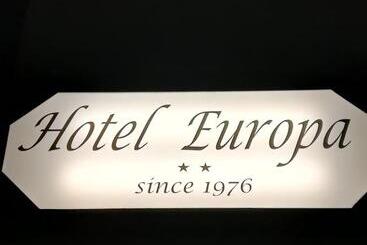 Hotel Europa
★ ★
since 1976